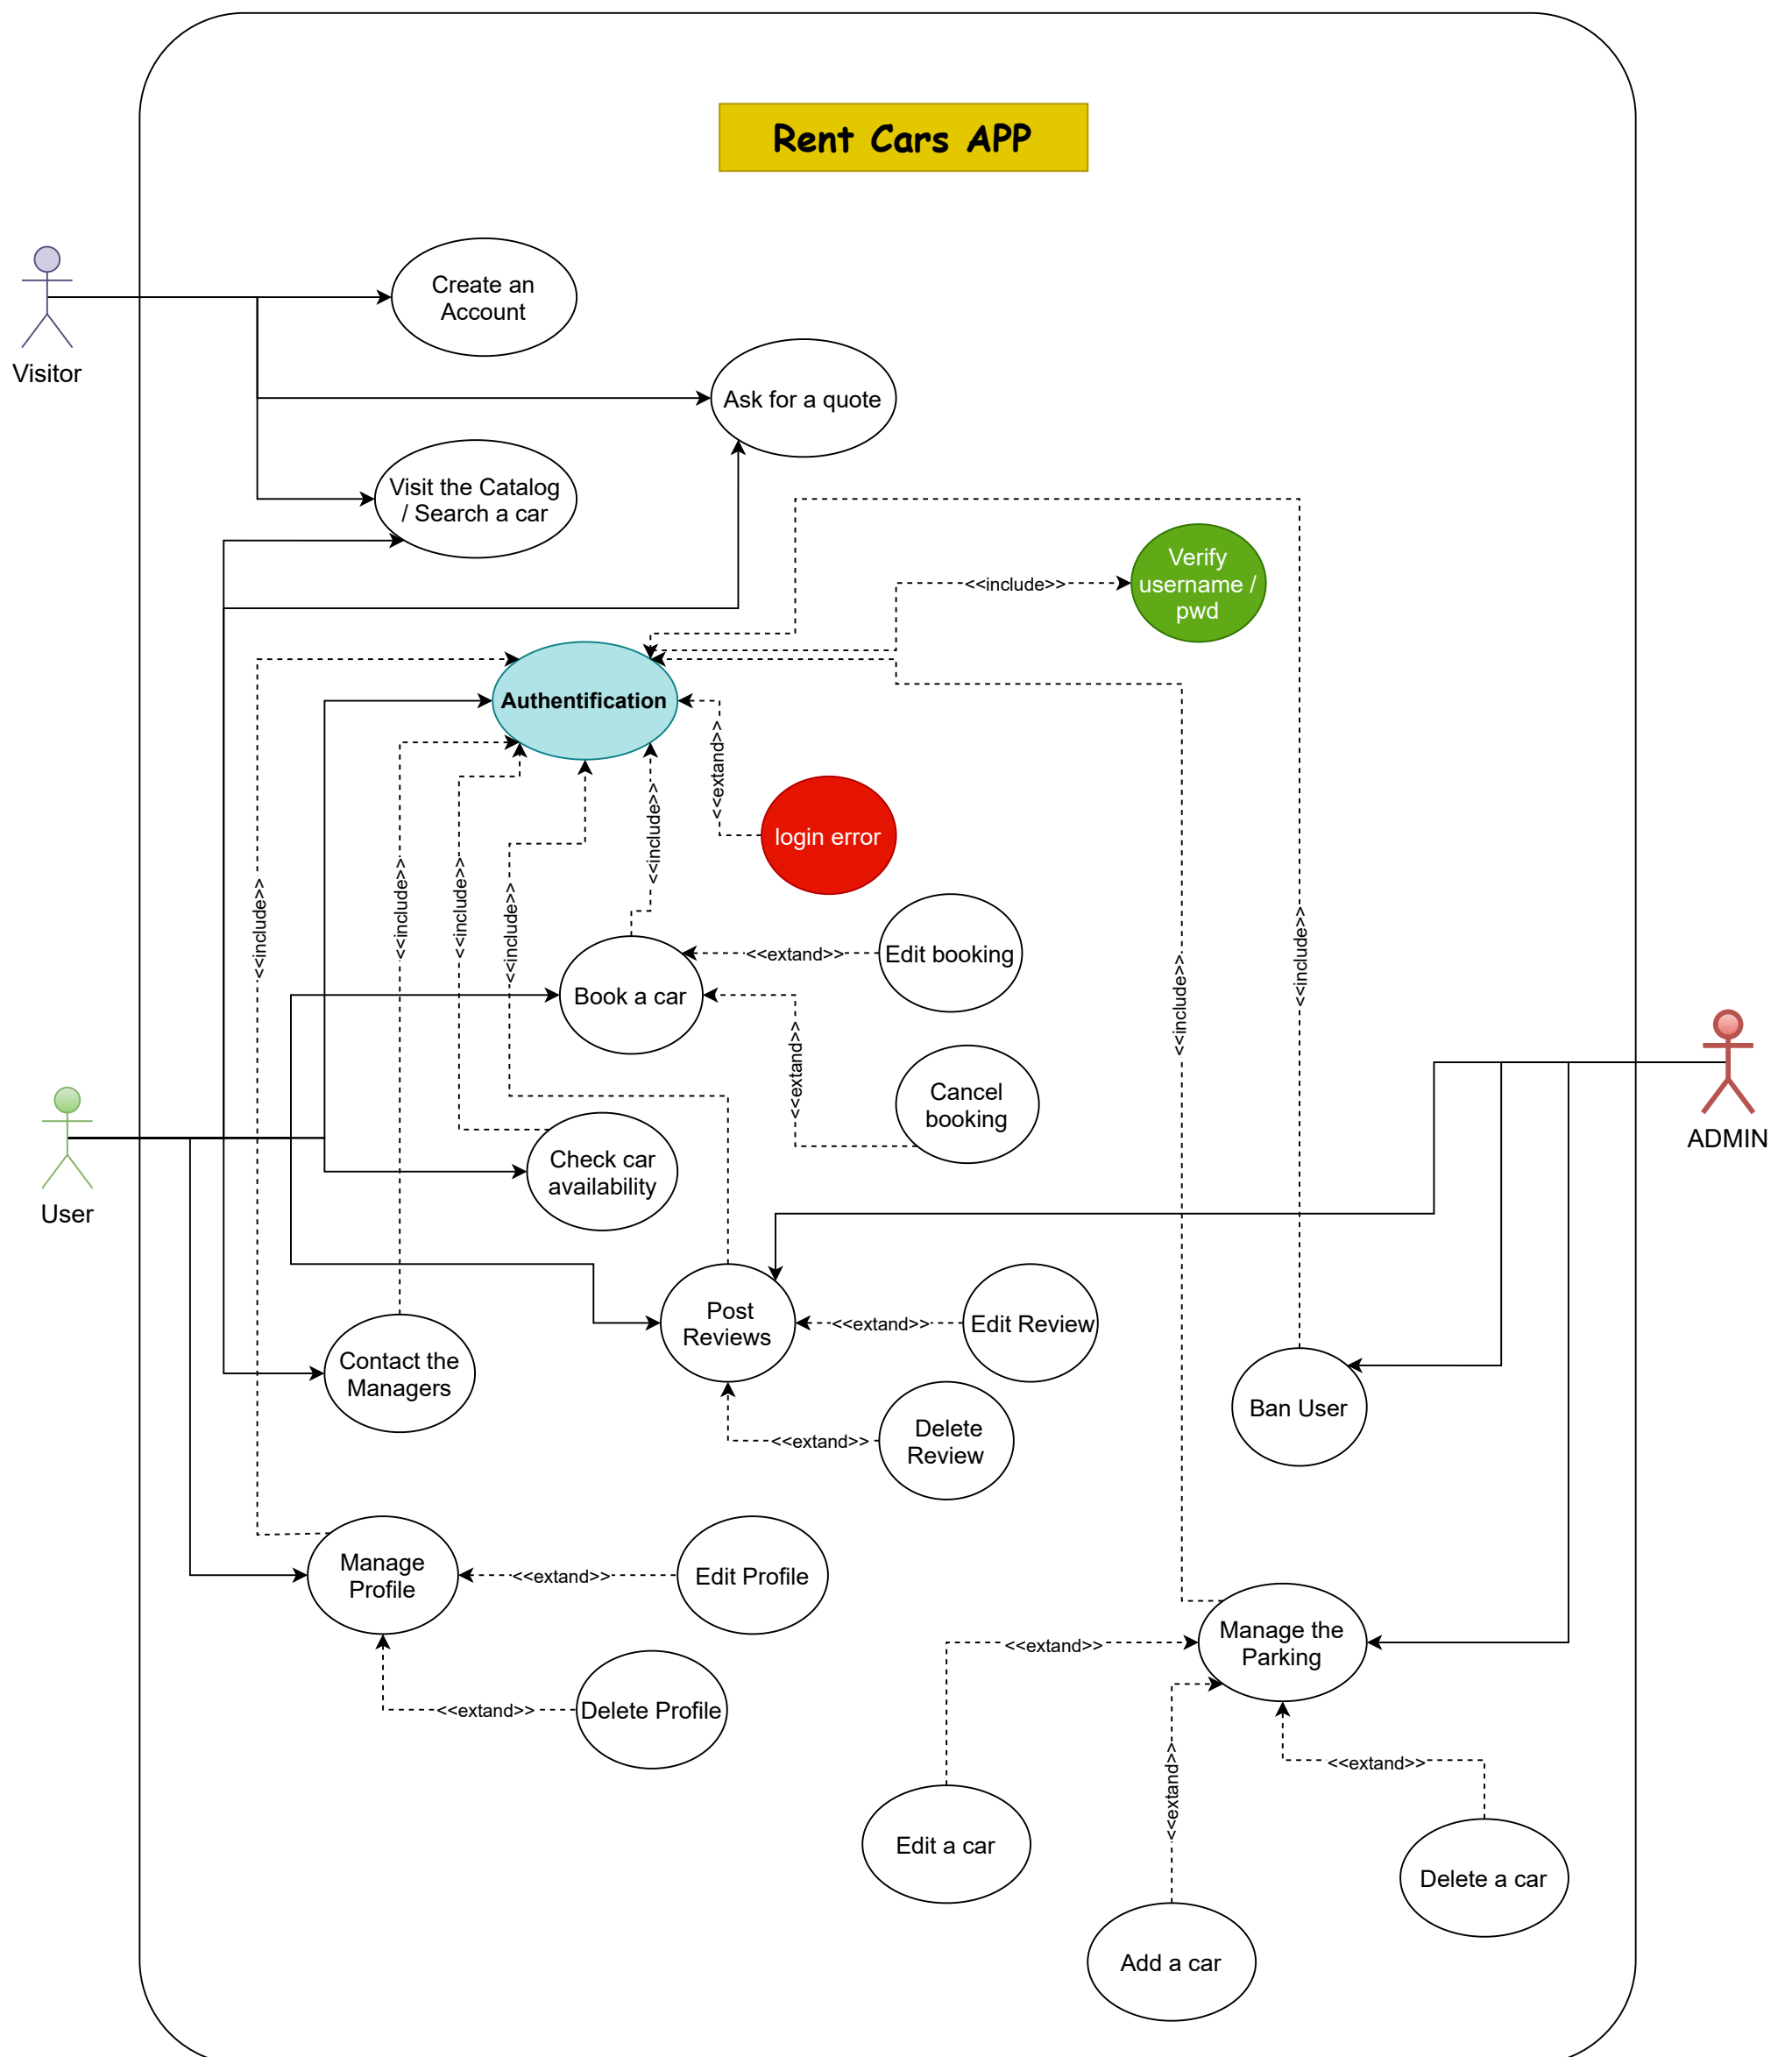 Rent Cars APP
Create an
Account
Visitor
Ask for a quote
Visit the Catalog
/ Search a car
Verify
username /
pwd
<<include>>
Authentification
<<extand>>
login error
<<include>>
<<include>>
<<include>>
<<include>>
<<include>>
<<include>>
<<include>>
Edit booking
<<extand>>
Book a car
<<extand>>
Cancel
booking
ADMIN
Check car
availability
User
Post
Reviews
<<extand>>
Edit Review
Contact the
Managers
Ban User
Delete
Review
<<extand>>
Manage
Profile
<<extand>>
Edit Profile
Manage the
Parking
<<extand>>
Delete Profile
<<extand>>
<<extand>>
<<extand>>
Edit a car
Delete a car
Add a car